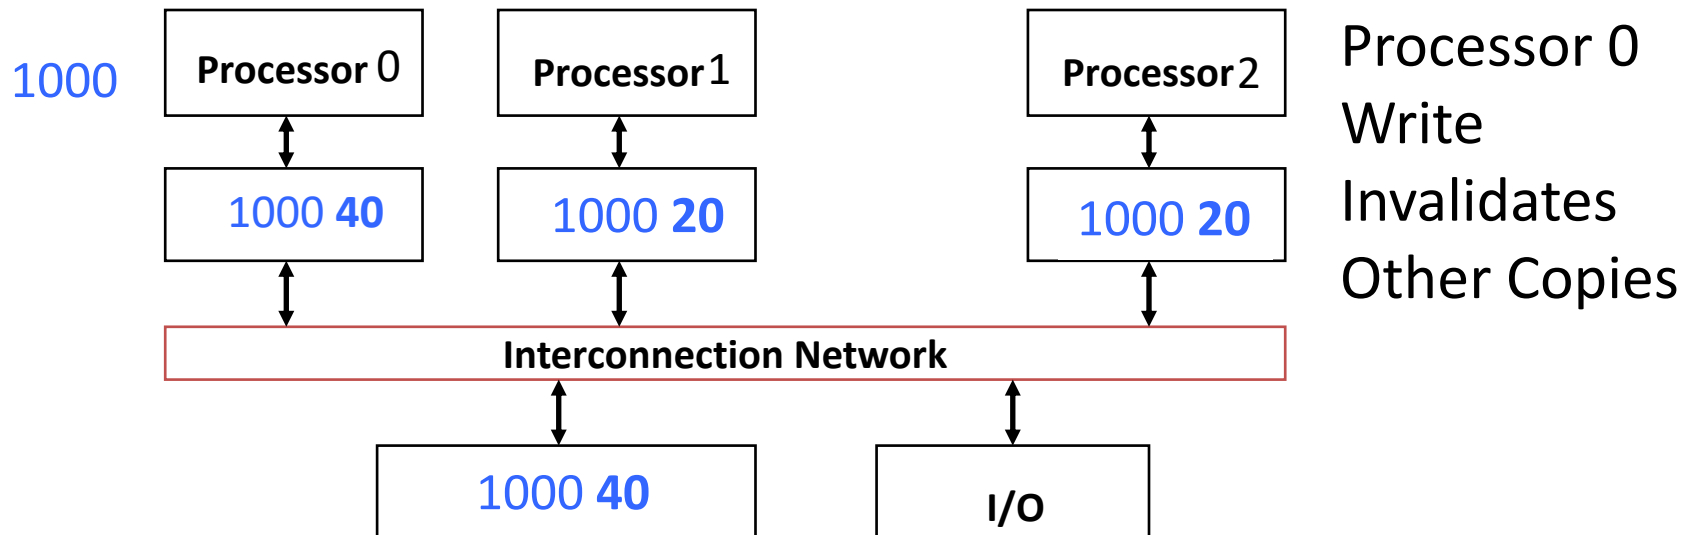 1000
Processor 0
Processor 1
Processor 2
1000 40
1000 20
1000 20
Interconnection Network
1000 40
I/O
Processor 0
Write
Invalidates
Other Copies